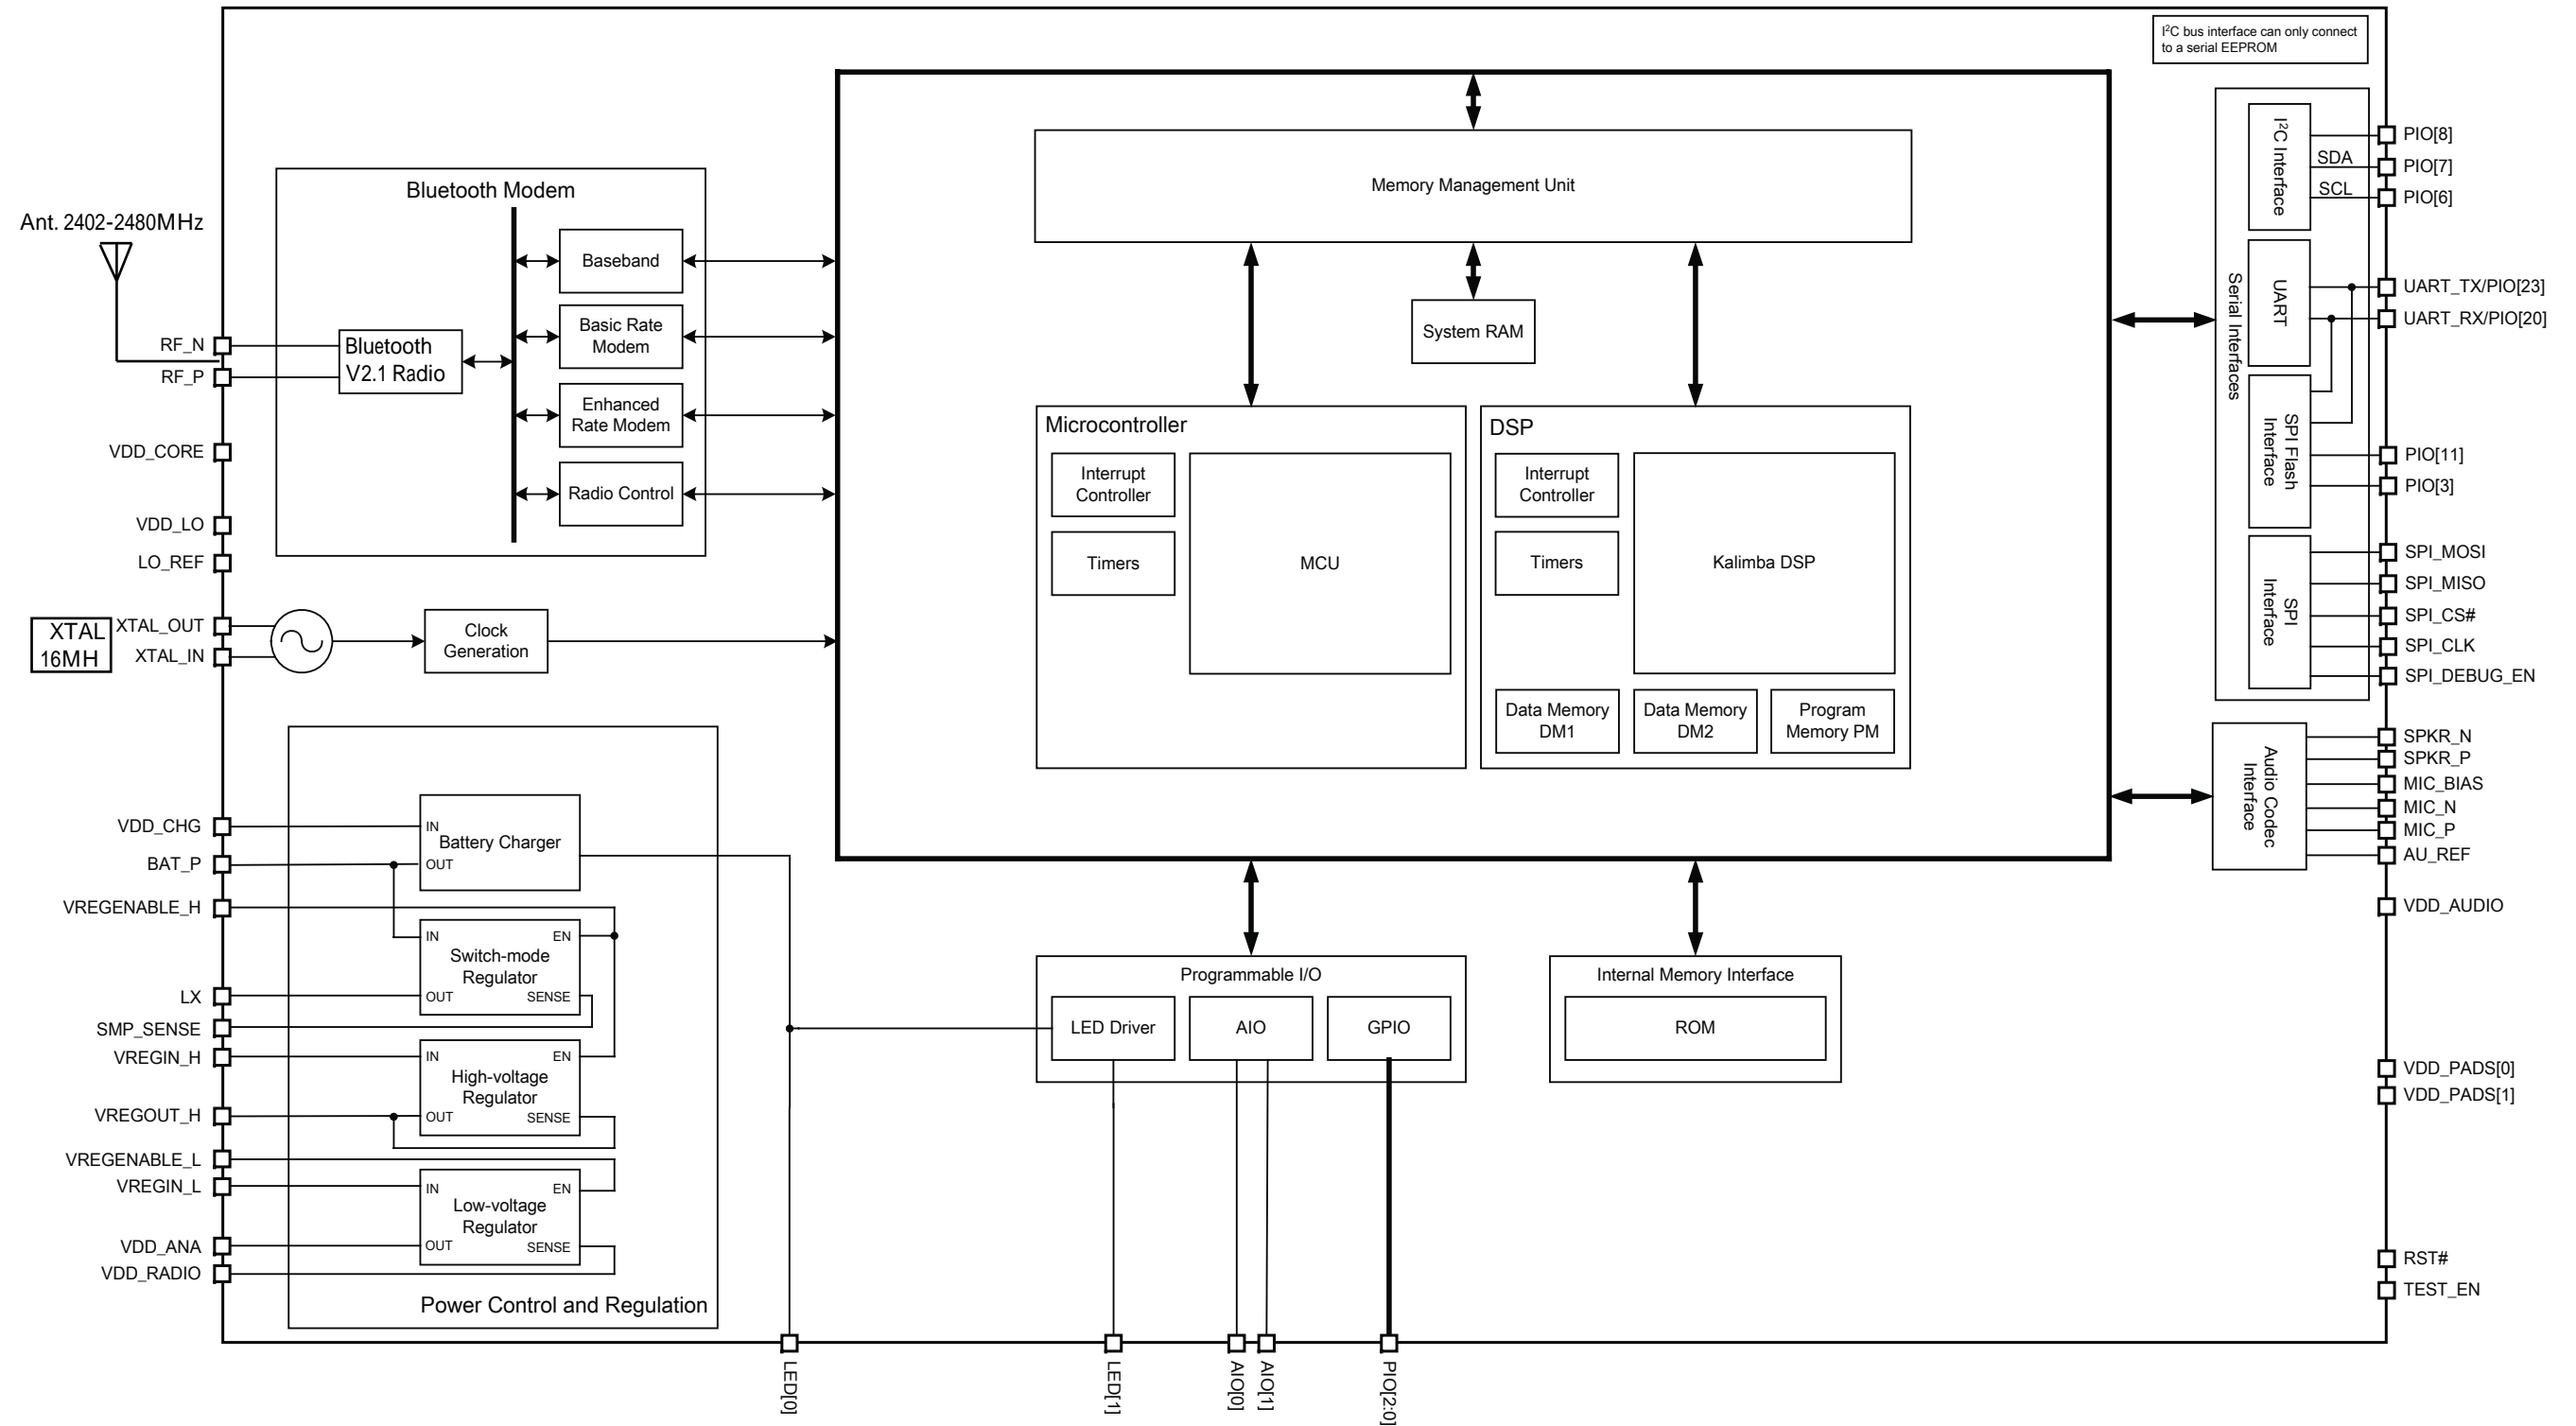 I²C bus interface can only connect
to a serial EEPROM
Bluetooth Modem
Ant. 2402-2480MHz
RF_N
RF_P
Bluetooth
V2.1 Radio
Baseband
Basic Rate
Modem
Enhanced
Rate Modem
Radio Control
VDD_CORE
VDD_LO
LO_REF
XTAL
16MH
XTAL_OUT
XTAL_IN
Clock
Generation
Memory Management Unit
System RAM
Microcontroller
Interrupt
Controller
Timers
MCU
DSP
Interrupt
Controller
Timers
Kalimba DSP
Data Memory
DM1
Data Memory
DM2
Program
Memory PM
Serial Interfaces
I²C Interface
SDA
SCL
PIO[8]
PIO[7]
PIO[6]
UART
UART_TX/PIO[23]
UART_RX/PIO[20]
SPI Flash
Interface
PIO[11]
PIO[3]
SPI
Interface
SPI_MOSI
SPI_MISO
SPI_CS#
SPI_CLK
SPI_DEBUG_EN
Audio Codec
Interface
SPKR_N
SPKR_P
MIC_BIAS
MIC_N
MIC_P
AU_REF
VDD_AUDIO
VDD_PADS[0]
VDD_PADS[1]
RST#
TEST_EN
VDD_CHG
BAT_P
VREGENABLE_H
LX
SMP_SENSE
VREGIN_H
VREGOUT_H
VREGENABLE_L
VREGIN_L
VDD_ANA
VDD_RADIO
IN
Battery Charger
OUT
IN
EN
Switch-mode
Regulator
OUT
SENSE
IN
EN
High-voltage
Regulator
OUT
SENSE
IN
EN
Low-voltage
Regulator
OUT
SENSE
Power Control and Regulation
Programmable I/O
LED Driver
AIO
GPIO
Internal Memory Interface
ROM
LED[0]
LED[1]
AIO[0]
AIO[1]
PIO[2:0]